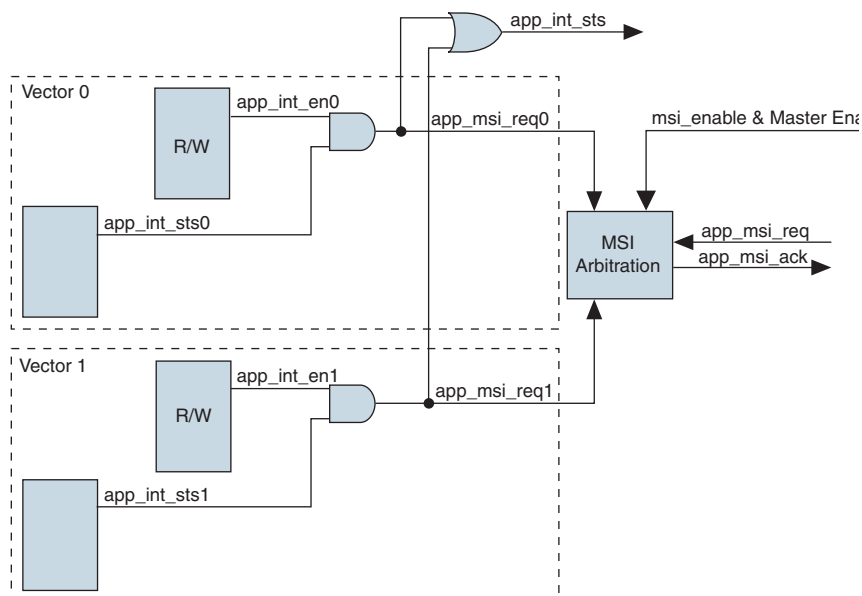 app_int_sts
Vector 0
app_int_en0
R/W
app_msi_req0
msi_enable & Master Ena
app_int_sts0
MSI
Arbitration
app_msi_req
app_msi_ack
Vector 1
app_int_en1
R/W
app_msi_req1
app_int_sts1